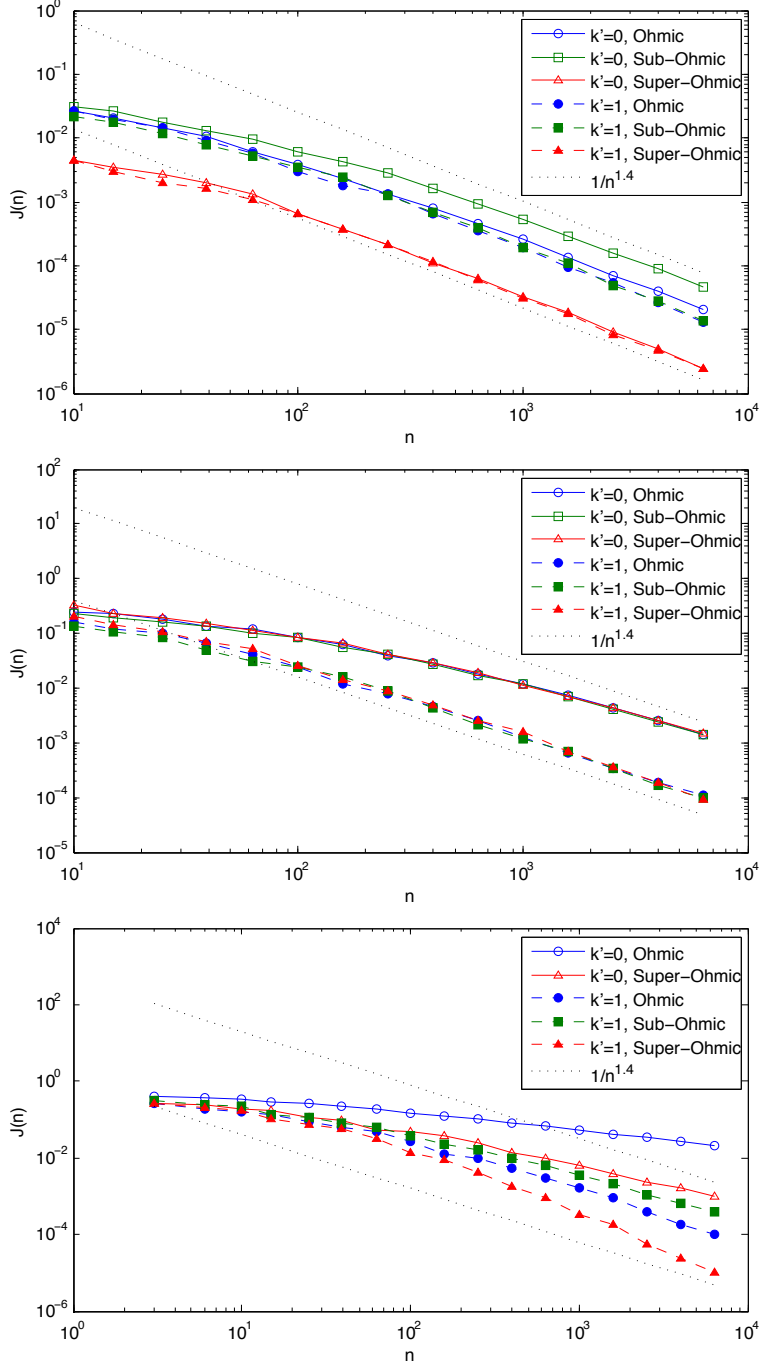 10^0
10^-1
10^-2
10^-3
10^-4
10^-5
10^-6
J(n)
10^1
10^2
10^3
10^4
n
k'=0, Ohmic
k'=0, Sub-Ohmic
k'=0, Super-Ohmic
k'=1, Ohmic
k'=1, Sub-Ohmic
k'=1, Super-Ohmic
1/n^1.4
10^2
10^1
10^0
10^-1
10^-2
10^-3
10^-4
10^-5
J(n)
10^1
10^2
10^3
10^4
n
k'=0, Ohmic
k'=0, Sub-Ohmic
k'=0, Super-Ohmic
k'=1, Ohmic
k'=1, Sub-Ohmic
k'=1, Super-Ohmic
1/n^1.4
10^4
10^2
10^0
10^-2
10^-4
10^-6
J(n)
10^0
10^1
10^2
10^3
10^4
n
k'=0, Ohmic
k'=0, Super-Ohmic
k'=1, Ohmic
k'=1, Sub-Ohmic
k'=1, Super-Ohmic
1/n^1.4